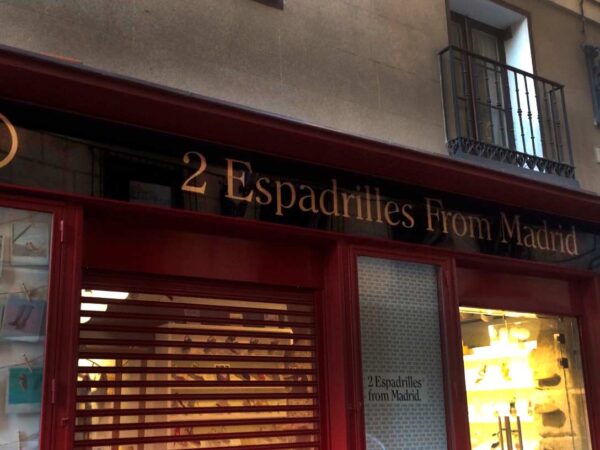 2 Espadrilles From Madrid
2 Espadrilles
from Madrid.